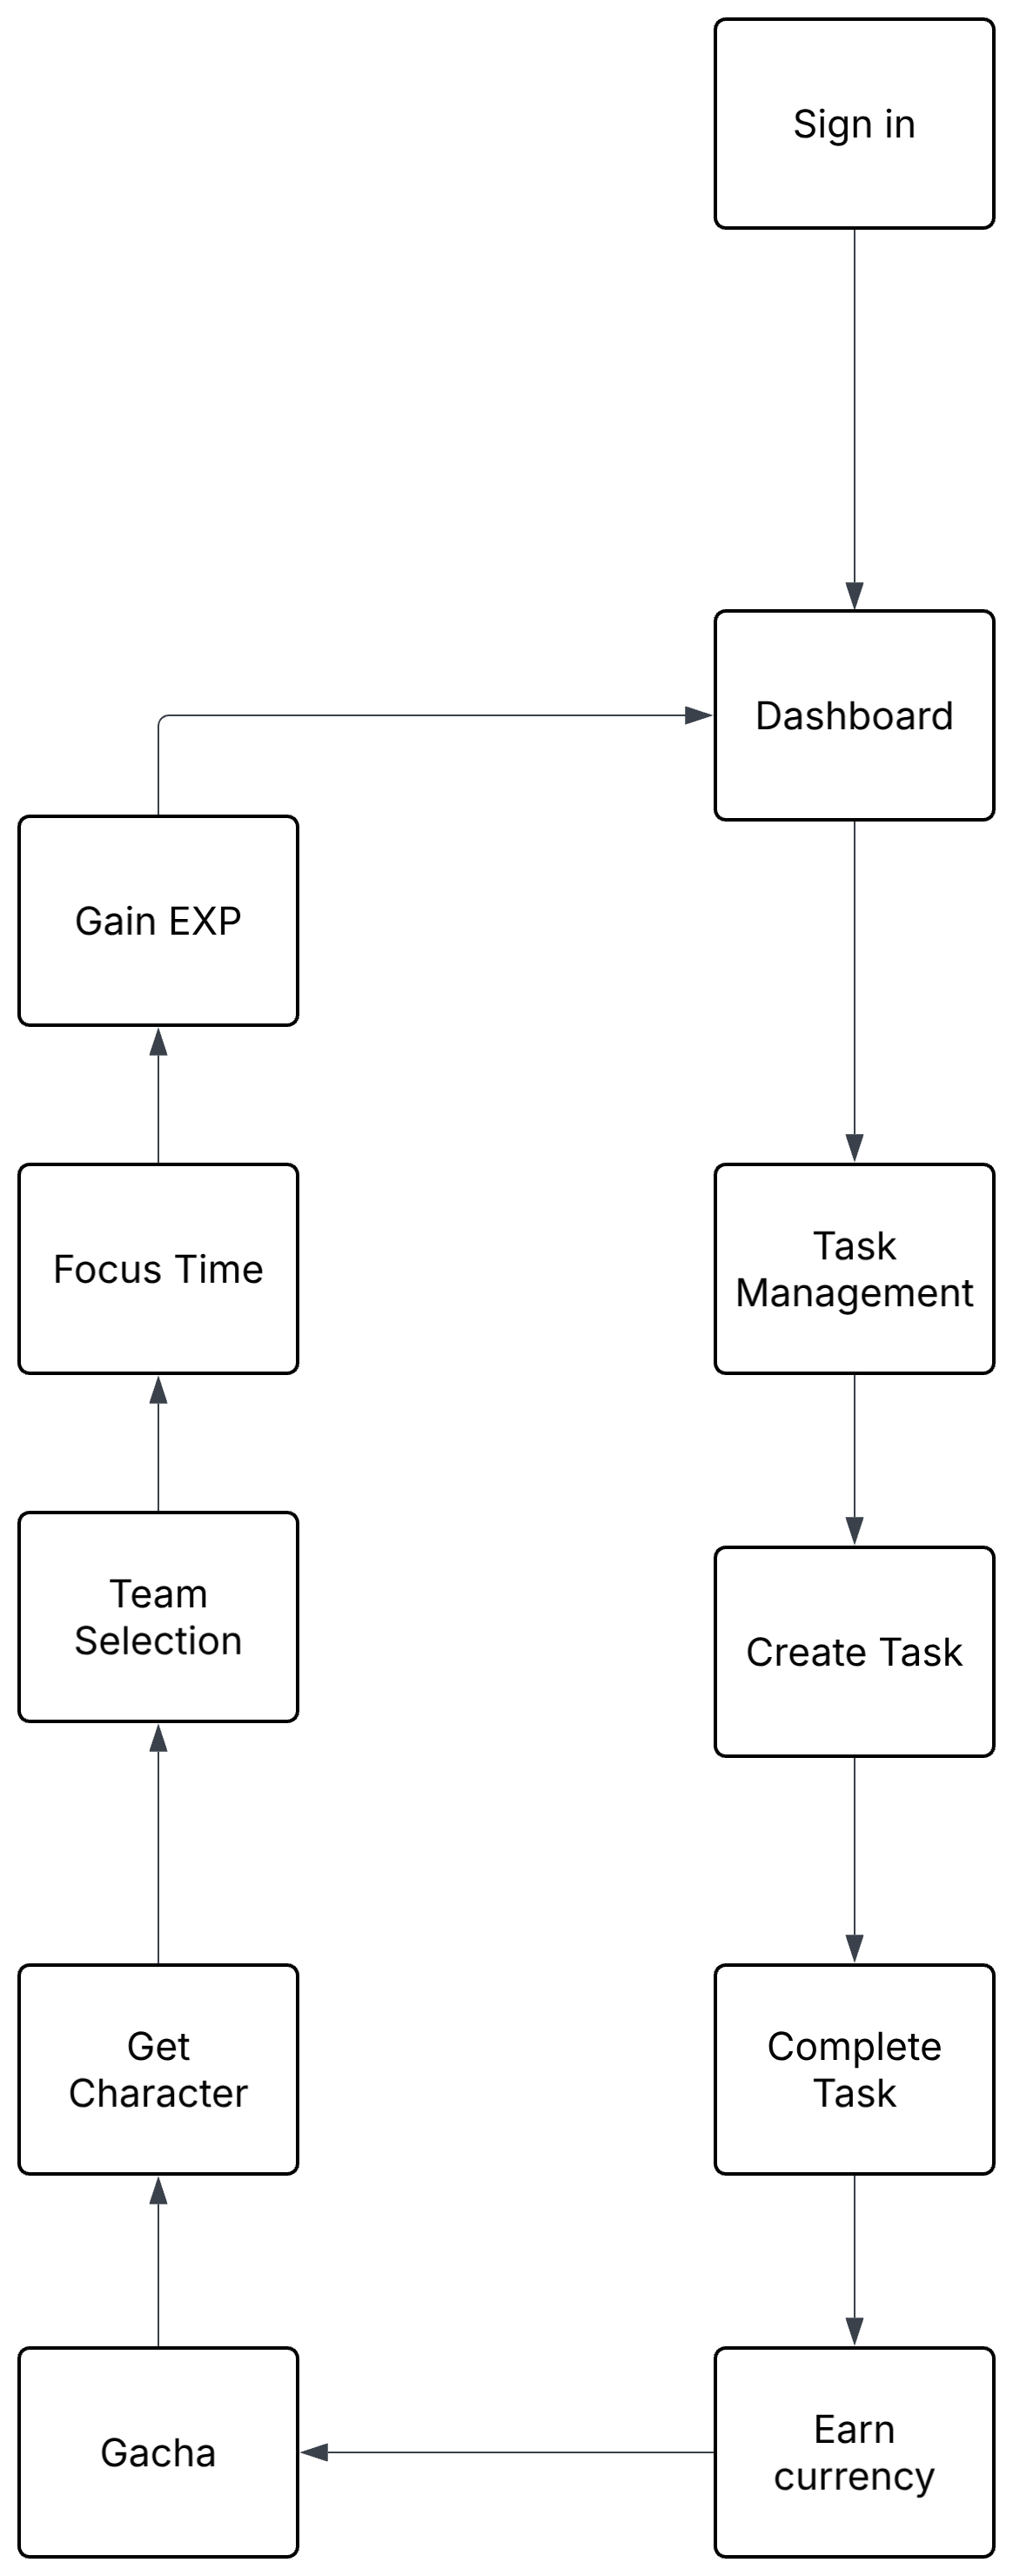 Sign in
Dashboard
Gain EXP
Focus Time
Task
Management
Team
Selection
Create Task
Get
Character
Complete
Task
Gacha
Earn
currency